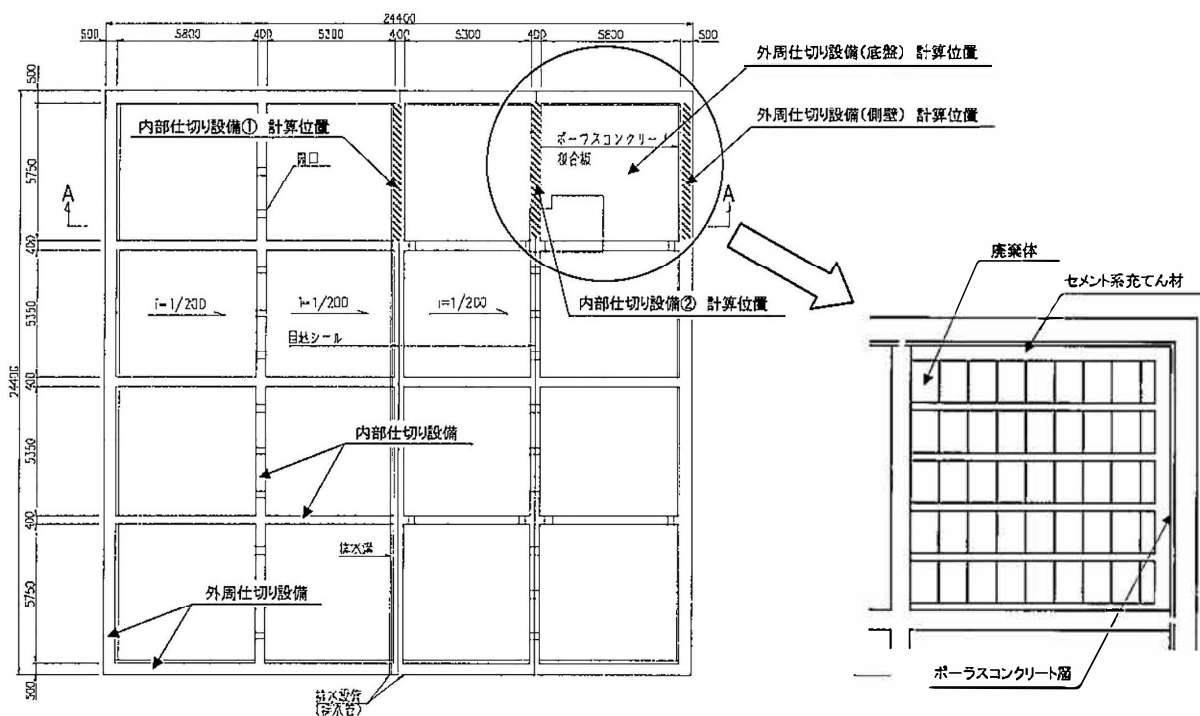 24400
500 5800 400 5300 400 5300 400 5800 500
500
5750
400
5350
400
5350
400
5750
500
24400
外周仕切り設備(底盤) 計算位置
外周仕切り設備(側壁) 計算位置
内部仕切り設備① 計算位置
ポーラスコンクリート
複合板
開口
A
A
i=1/200
i=1/200
i=1/200
目地シール
内部仕切り設備② 計算位置
内部仕切り設備
排水溝
外周仕切り設備
排水設備
(排水管)
廃棄体
セメント系充てん材
ポーラスコンクリート層